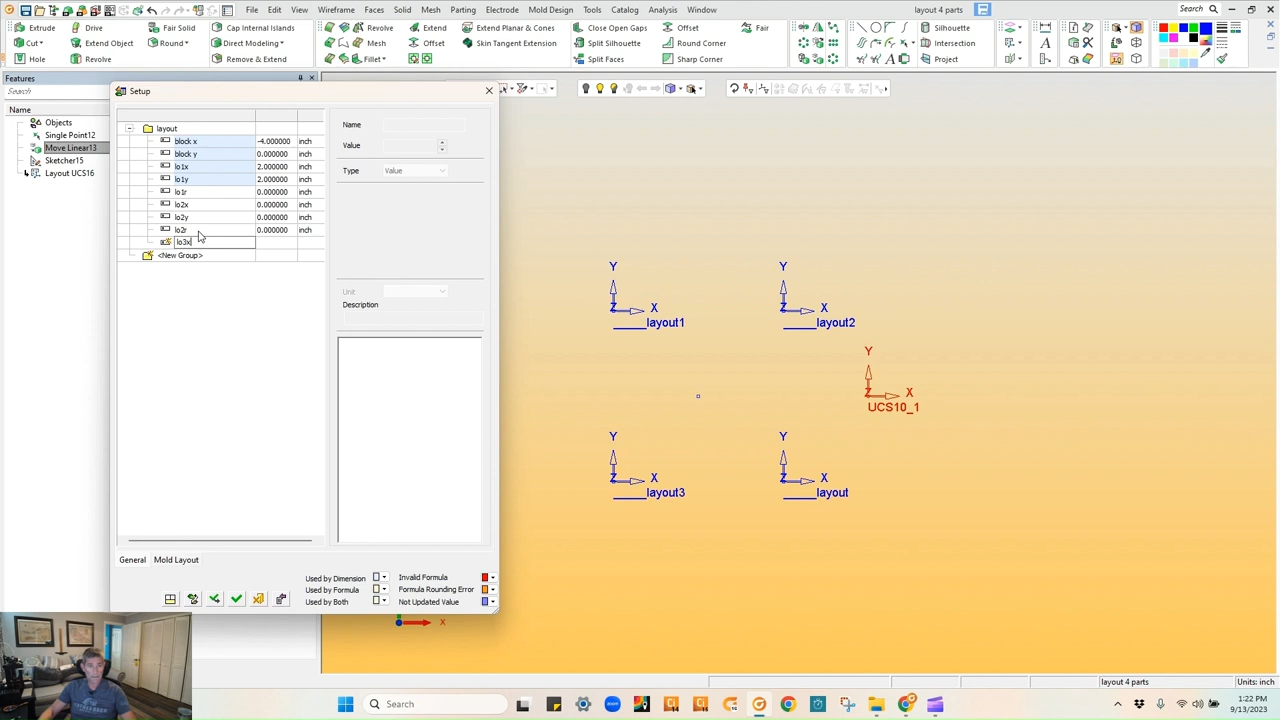 File Edit View Wireframe Faces Solid Mesh Parting Electrode Mold Design Tools Catalog Analysis Window
layout 4 parts
Search
Extrude Drive Fair Solid Cap Internal Islands
Cut Extend Object Round Direct Modeling
Hole Revolve Remove & Extend
Face Skin Planar & Cones
Mesh Extend Skin Tangential Extension
Fillet
Close Open Gaps Offset Fair
Split Silhouette Round Corner
Split Faces Sharp Corner
Silhouette
Intersection
Project
Features
Search
Name
Objects
Single Point12
Move Linear13
Sketcher15
Layout UCS16
Setup
layout
block x -4.000000 inch
block y 0.000000 inch
lo1x 2.000000 inch
lo1y 2.000000 inch
lo1r 0.000000 inch
lo2x 0.000000 inch
lo2y 0.000000 inch
lo2r 0.000000 inch
lo3x
<New Group>
Name
Value
Type Value
Unit:
Description
General Mold Layout
Used by Dimension Invalid Formula
Used by Formula Formula Rounding Error
Used by Both Not Updated Value
Y Y
Z X Z X
layout1 layout2
Y
Z X
UCS10_1
Y Y
Z X Z X
layout3 layout
X
layout 4 parts Units: inch
Search
1:22 PM
9/13/2023